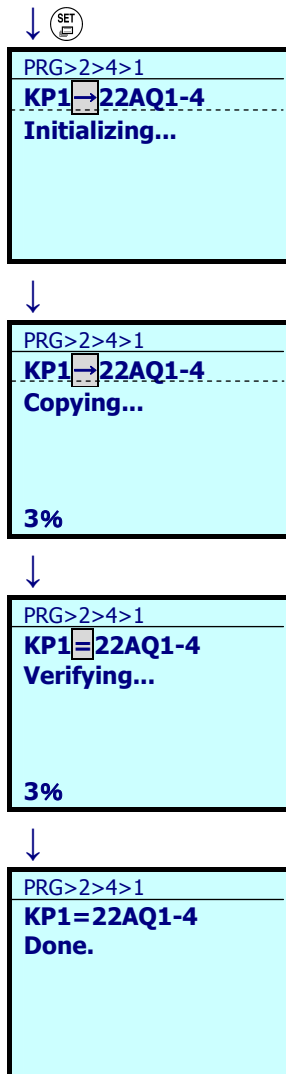 ↓ SET
PRG>2>4>1
KP1→22AQ1-4
Initializing...
↓
PRG>2>4>1
KP1→22AQ1-4
Copying...
3%
↓
PRG>2>4>1
KP1=22AQ1-4
Verifying...
3%
↓
PRG>2>4>1
KP1=22AQ1-4
Done.